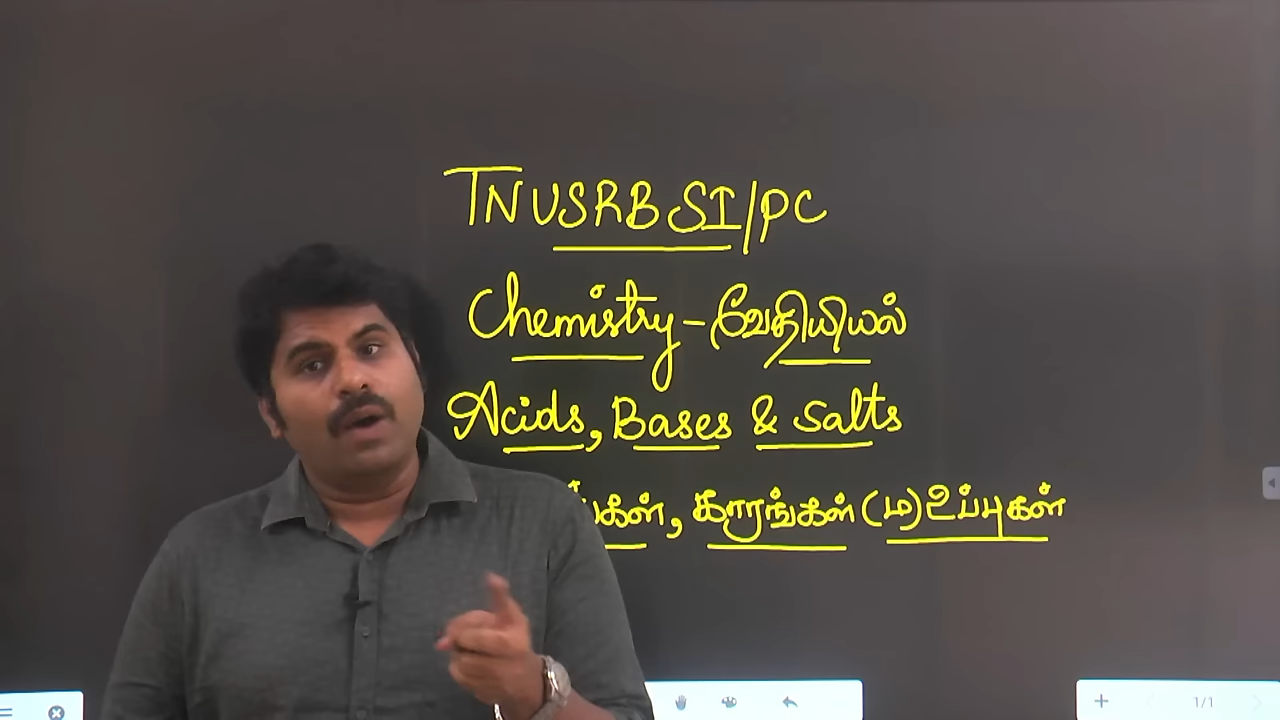 TNUSRB SI/PC
Chemistry - வேதியியல்
Acids, Bases & Salts
காரங்கள் (ம) உப்புகள்
1/1